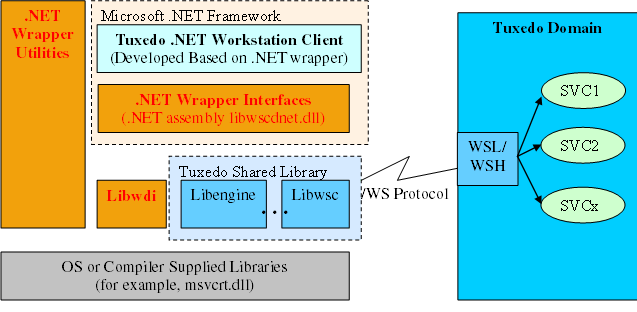 .NET
Wrapper
Utilities
Microsoft .NET Framework
Tuxedo .NET Workstation Client
(Developed Based on .NET wrapper)
.NET Wrapper Interfaces
(.NET assembly libwscdnet.dll)
Tuxedo Shared Library
Libwdi
Libengine
...
Libwsc
/WS Protocol
OS or Compiler Supplied Libraries
(for example, msvcrt.dll)
Tuxedo Domain
WSL/
WSH
SVC1
SVC2
SVCx